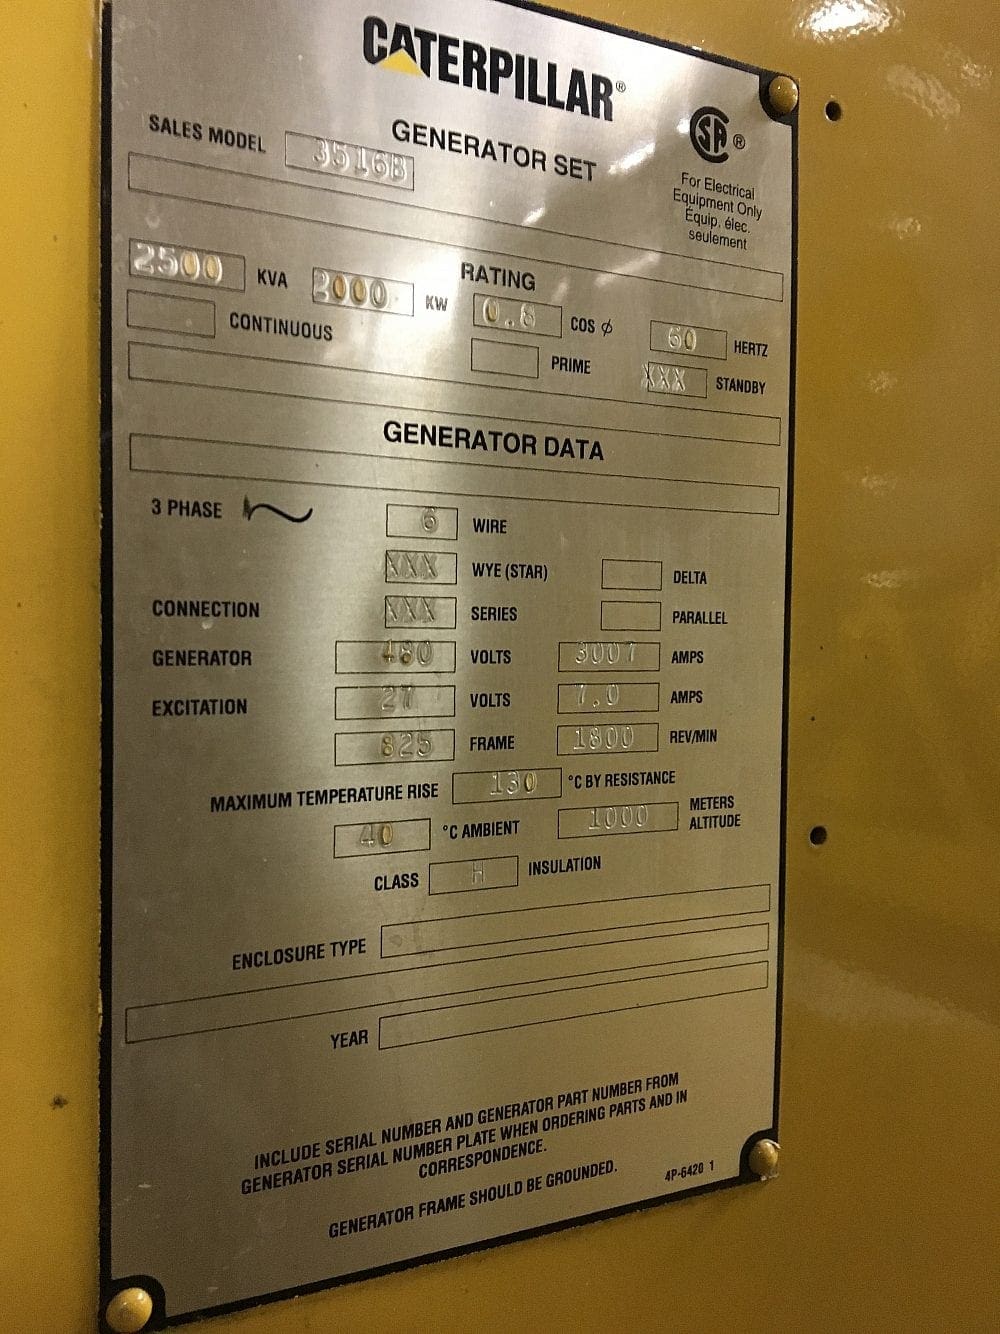 CATERPILLAR®
GENERATOR SET
SA ®
For Electrical
Equipment Only
Équip. élec.
seulement
SALES MODEL 3516B
RATING
2500 KVA 2000 KW 0.8 COS ϕ 60 HERTZ
CONTINUOUS PRIME XXX STANDBY
GENERATOR DATA
3 PHASE 6 WIRE
XXX WYE (STAR) DELTA
CONNECTION XXX SERIES PARALLEL
GENERATOR 480 VOLTS 3007 AMPS
EXCITATION 27 VOLTS 7.0 AMPS
825 FRAME 1800 REV/MIN
MAXIMUM TEMPERATURE RISE 130 °C BY RESISTANCE
40 °C AMBIENT 1000 METERS ALTITUDE
CLASS H INSULATION
ENCLOSURE TYPE
YEAR
INCLUDE SERIAL NUMBER AND GENERATOR PART NUMBER FROM
GENERATOR SERIAL NUMBER PLATE WHEN ORDERING PARTS AND IN
CORRESPONDENCE.
GENERATOR FRAME SHOULD BE GROUNDED.
4P-6420 1